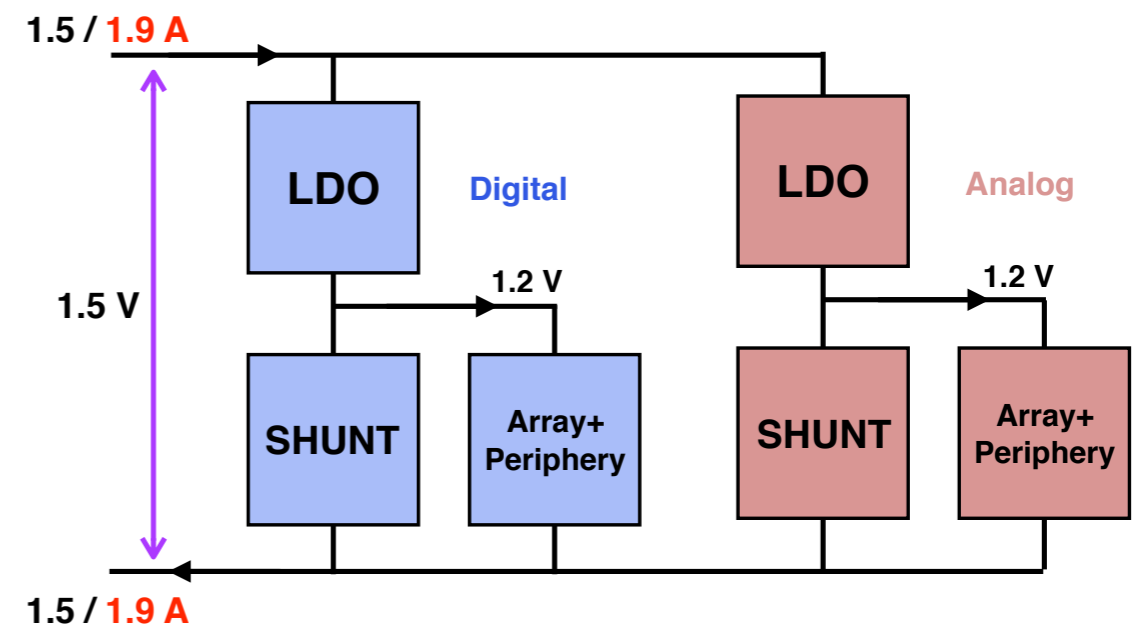 1.5 / 1.9 A
LDO
Digital
LDO
Analog
1.5 V
1.2 V
1.2 V
SHUNT
Array+
Periphery
SHUNT
Array+
Periphery
1.5 / 1.9 A